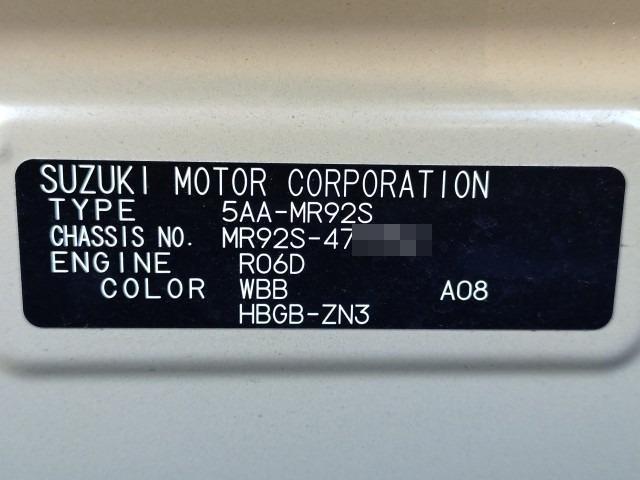 SUZUKI MOTOR CORPORATION
TYPE 5AA-MR92S
CHASSIS NO. MR92S-47
ENGINE R06D
COLOR WBB A08
HBGB-ZN3